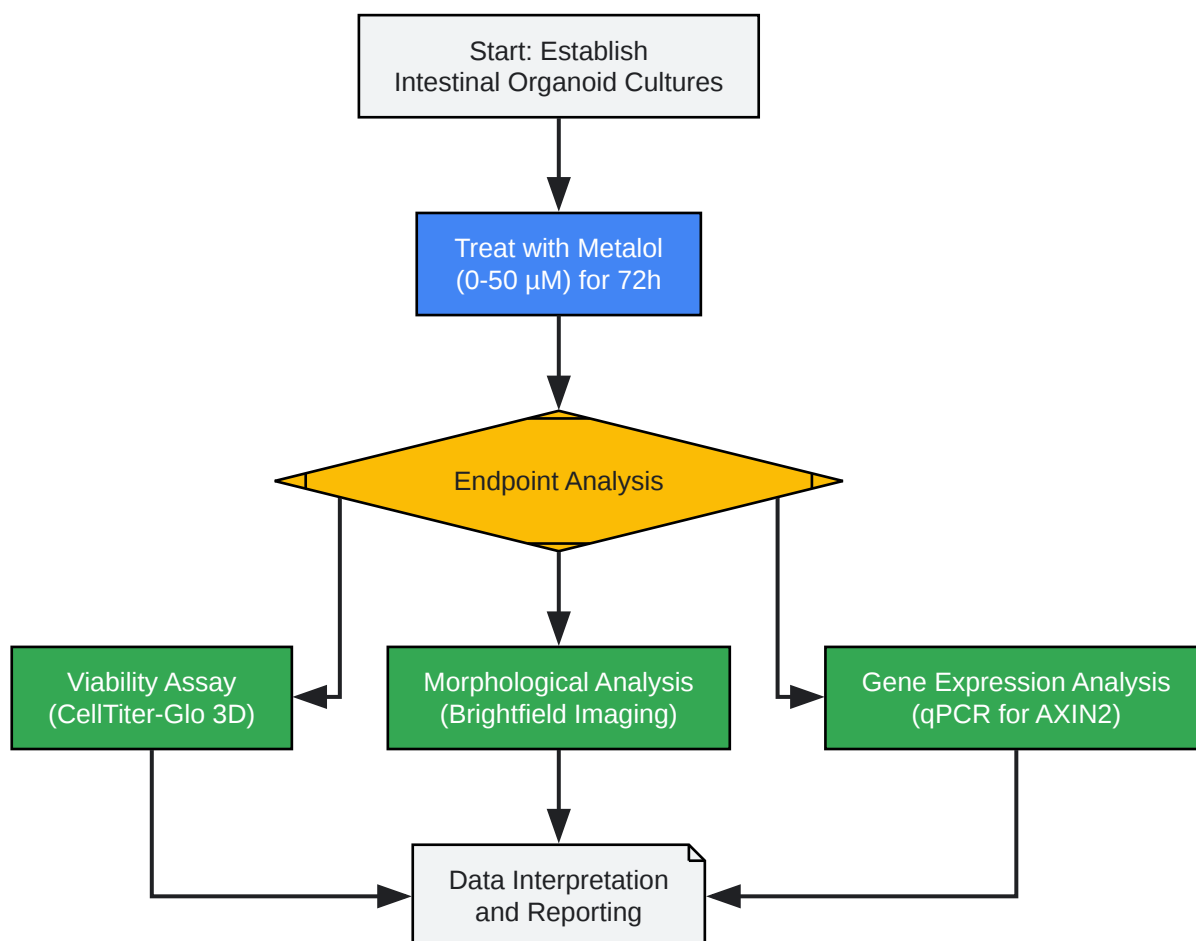 Start: Establish
Intestinal Organoid Cultures
Treat with Metalol
(0-50 µM) for 72h
Endpoint Analysis
Viability Assay
(CellTiter-Glo 3D)
Morphological Analysis
(Brightfield Imaging)
Gene Expression Analysis
(qPCR for AXIN2)
Data Interpretation
and Reporting